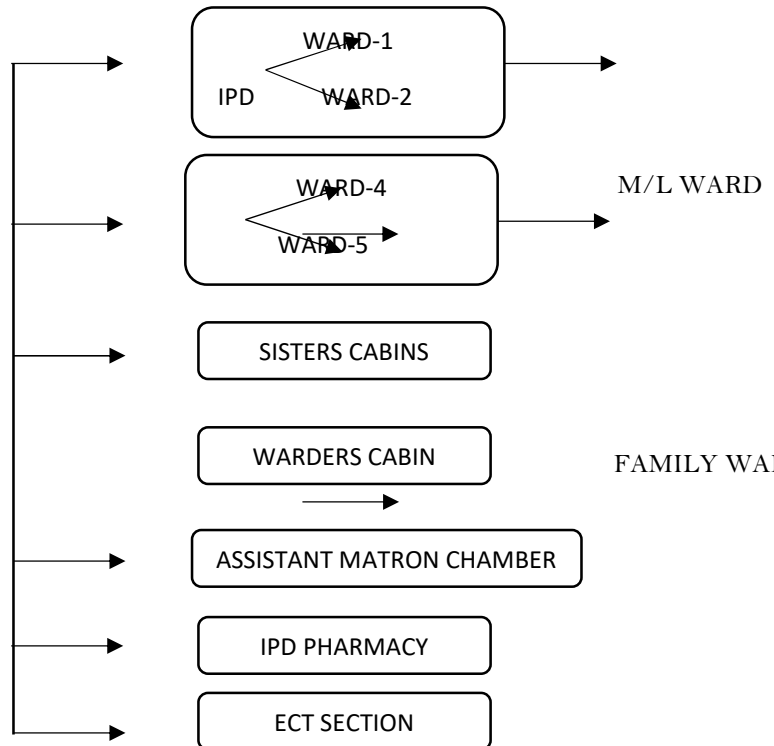 WARD-1
IPD
WARD-2
WARD-4
M/L WARD
WARD-5
SISTERS CABINS
WARDERS CABIN
FAMILY
ASSISTANT MATRON CHAMBER
IPD PHARMACY
ECT SECTION